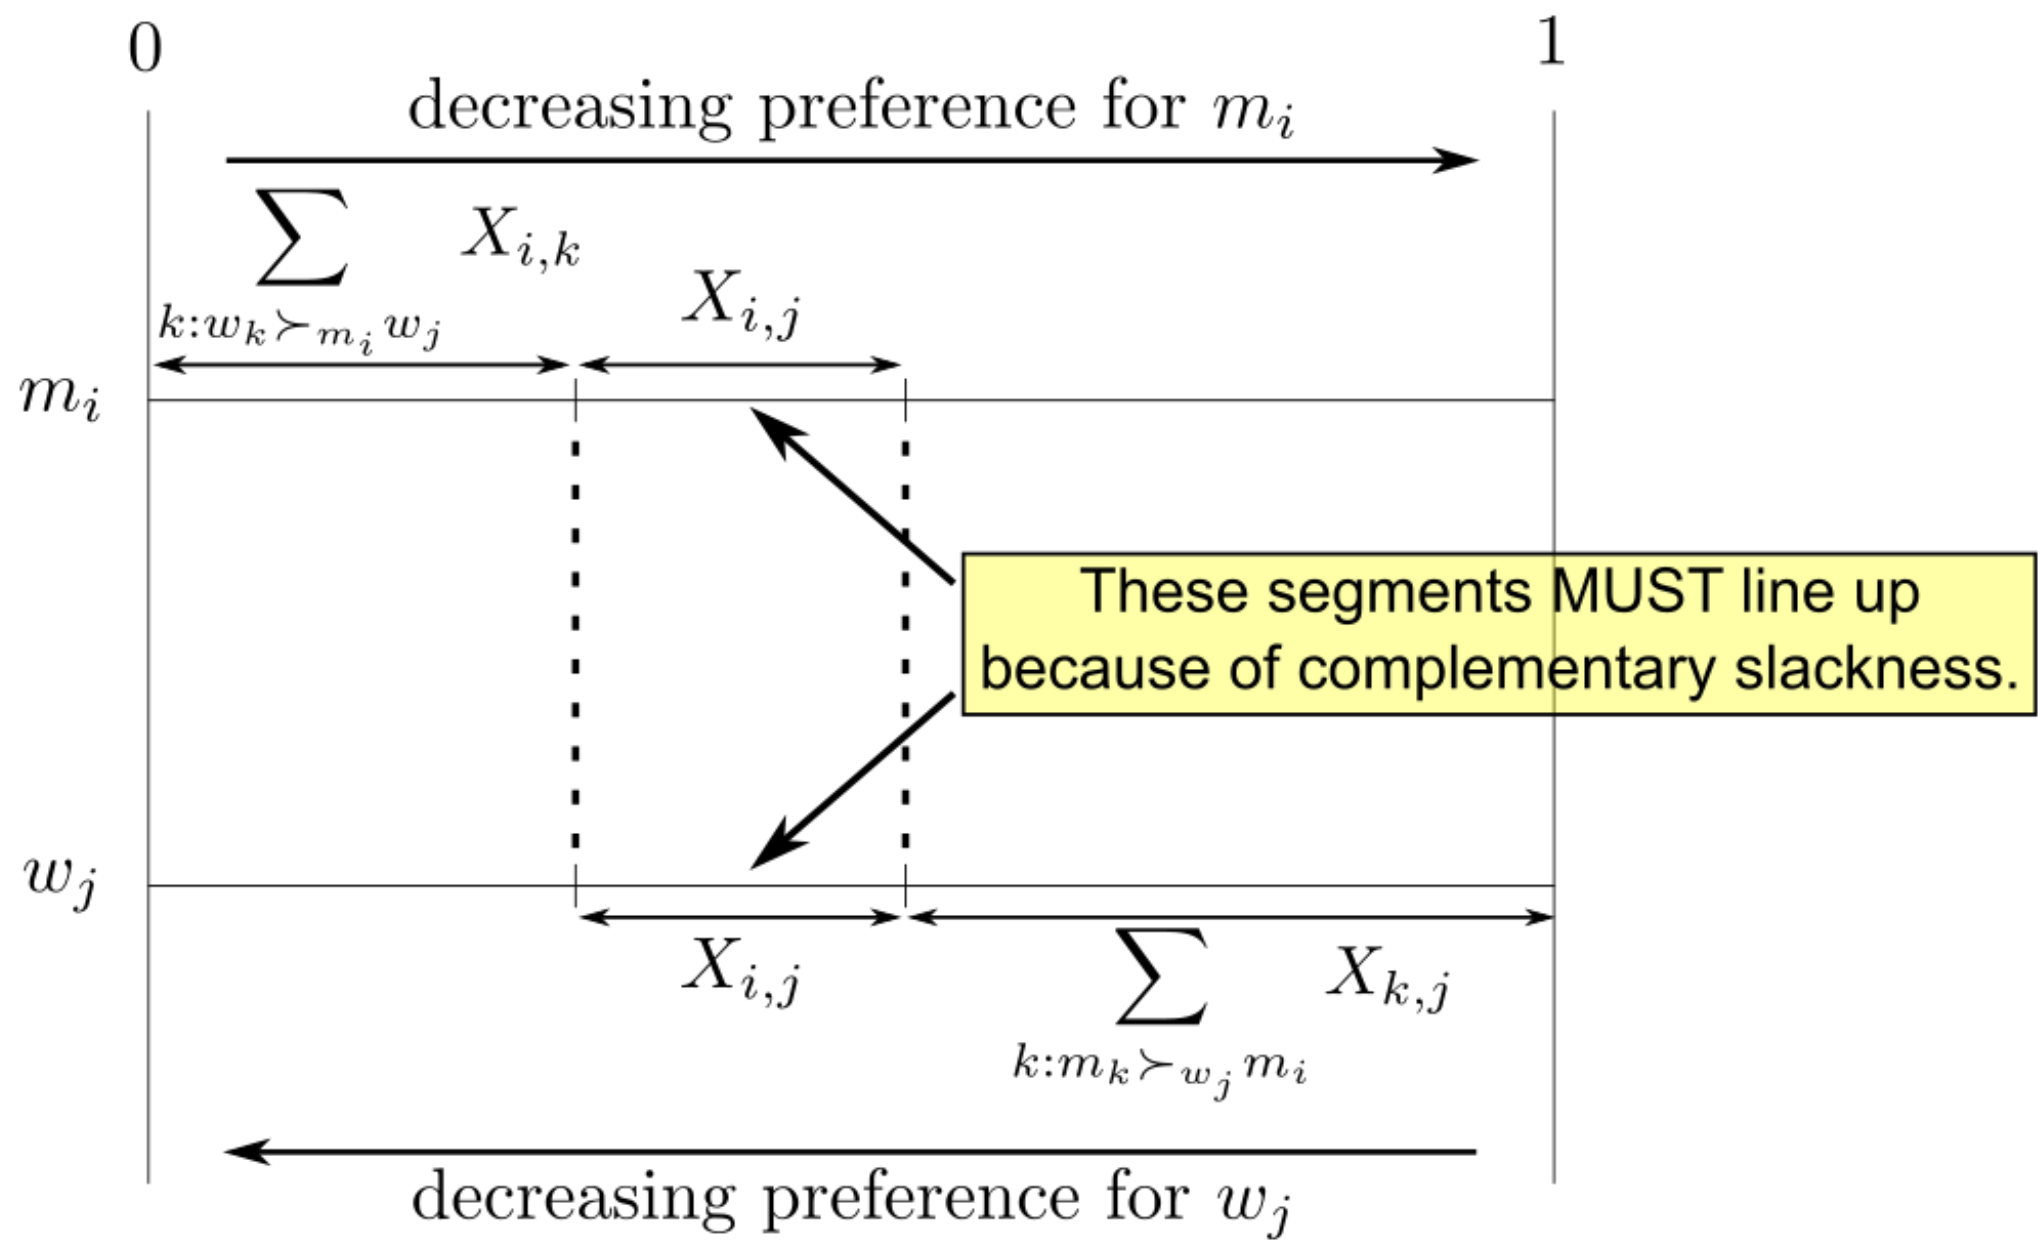 0 1
decreasing preference for m_i
∑ X_{i,k}
k:w_k ≻_{m_i} w_j
X_{i,j}
m_i
These segments MUST line up
because of complementary slackness.
w_j
X_{i,j}
∑ X_{k,j}
k:m_k ≻_{w_j} m_i
decreasing preference for w_j